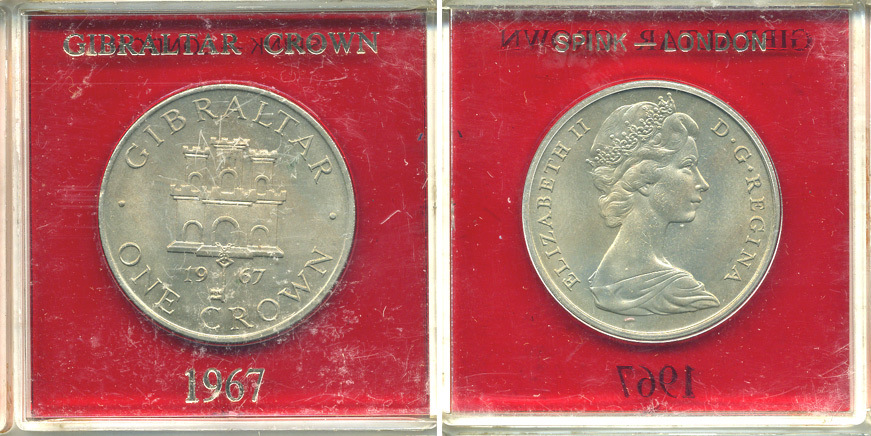 GIBRALTAR CROWN
GIBRALTAR
19 67
ONE CROWN
1967
SPINK — LONDON
ELIZABETH II D·G·REGINA
1967